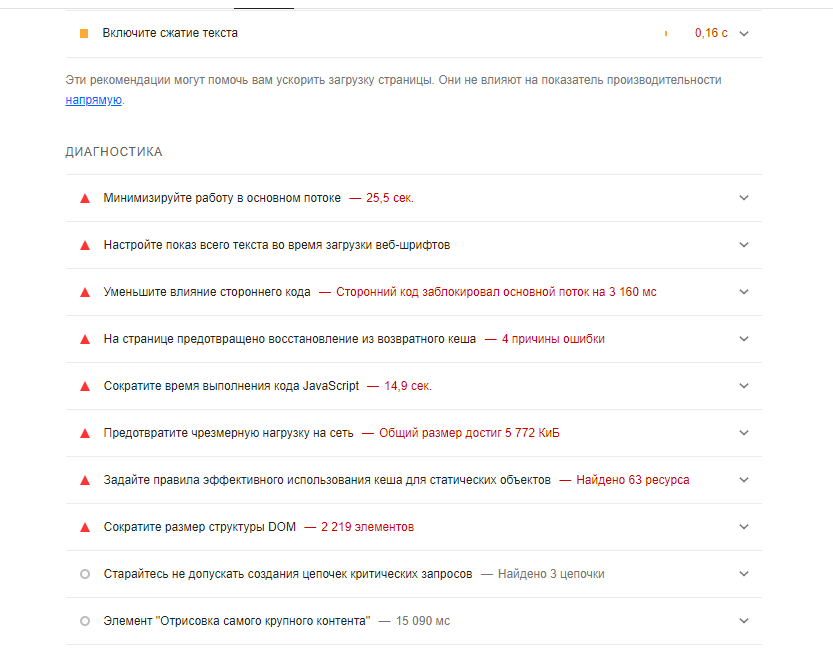 Включите сжатие текста 0,16 с
Эти рекомендации могут помочь вам ускорить загрузку страницы. Они не влияют на показатель производительности
напрямую.
ДИАГНОСТИКА
Минимизируйте работу в основном потоке — 25,5 сек.
Настройте показ всего текста во время загрузки веб-шрифтов
Уменьшите влияние стороннего кода — Сторонний код заблокировал основной поток на 3 160 мс
На странице предотвращено восстановление из возвратного кеша — 4 причины ошибки
Сократите время выполнения кода JavaScript — 14,9 сек.
Предотвратите чрезмерную нагрузку на сеть — Общий размер достиг 5 772 КиБ
Задайте правила эффективного использования кеша для статических объектов — Найдено 63 ресурса
Сократите размер структуры DOM — 2 219 элементов
Старайтесь не допускать создания цепочек критических запросов — Найдено 3 цепочки
Элемент "Отрисовка самого крупного контента" — 15 090 мс